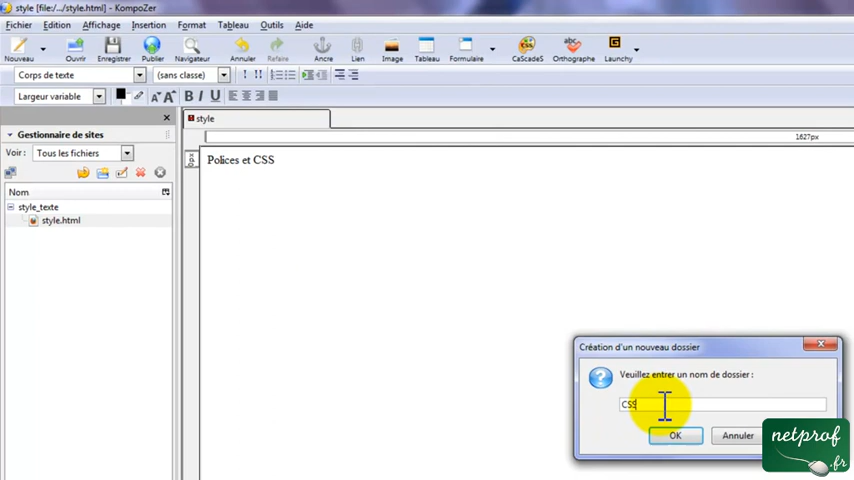 style [file:/.../style.html] - KompoZer
Fichier Edition Affichage Insertion Format Tableau Outils Aide
Nouveau Ouvrir Enregistrer Publier Navigateur Annuler Refaire Ancre Lien Image Tableau Formulaire CaScadeS Orthographe Launchy
Corps de texte (sans classe) ! !!
Largeur variable A A B I U
Gestionnaire de sites
style
1627px
Voir : Tous les fichiers
0px
Polices et CSS
Nom
style_texte
style.html
Création d'un nouveau dossier
Veuillez entrer un nom de dossier :
CSS
OK Annuler
netprof
.fr